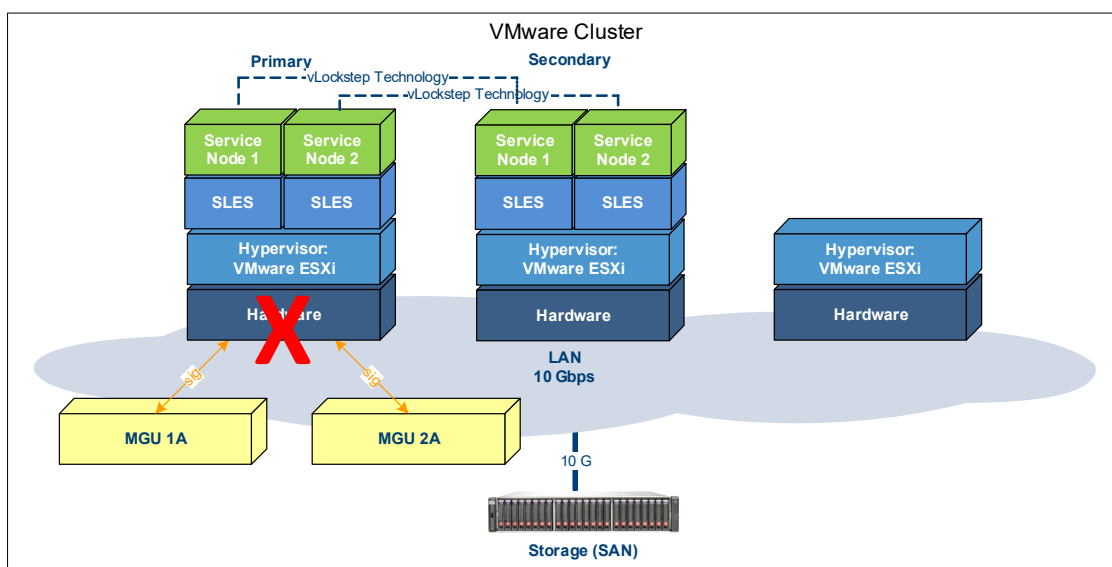 VMware Cluster
Primary
Secondary
vLockstep Technology
vLockstep Technology
Service
Node 1
Service
Node 2
Service
Node 1
Service
Node 2
SLES
SLES
SLES
SLES
Hypervisor:
VMware ESXi
Hypervisor:
VMware ESXi
Hypervisor:
VMware ESXi
Hardware
Hardware
Hardware
LAN
10 Gbps
sig
sig
MGU 1A
MGU 2A
10 G
Storage (SAN)